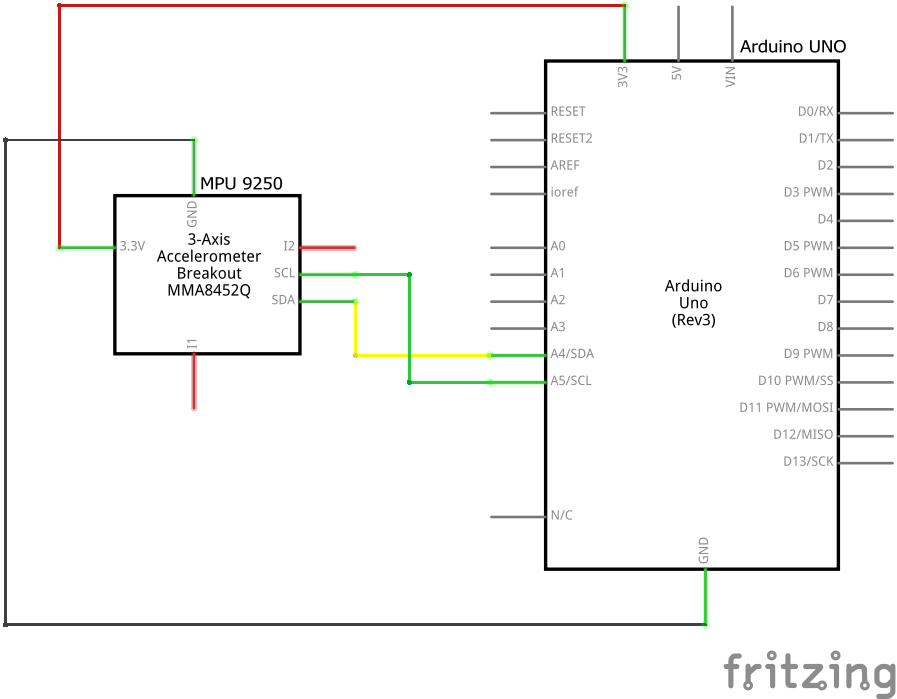 Arduino UNO
3V3
5V
VIN
RESET
RESET2
AREF
ioref
A0
A1
A2
A3
A4/SDA
A5/SCL
N/C
Arduino
Uno
(Rev3)
D0/RX
D1/TX
D2
D3 PWM
D4
D5 PWM
D6 PWM
D7
D8
D9 PWM
D10 PWM/SS
D11 PWM/MOSI
D12/MISO
D13/SCK
GND
MPU 9250
GND
3.3V
3-Axis
Accelerometer
Breakout
MMA8452Q
I2
SCL
SDA
I1
fritzing